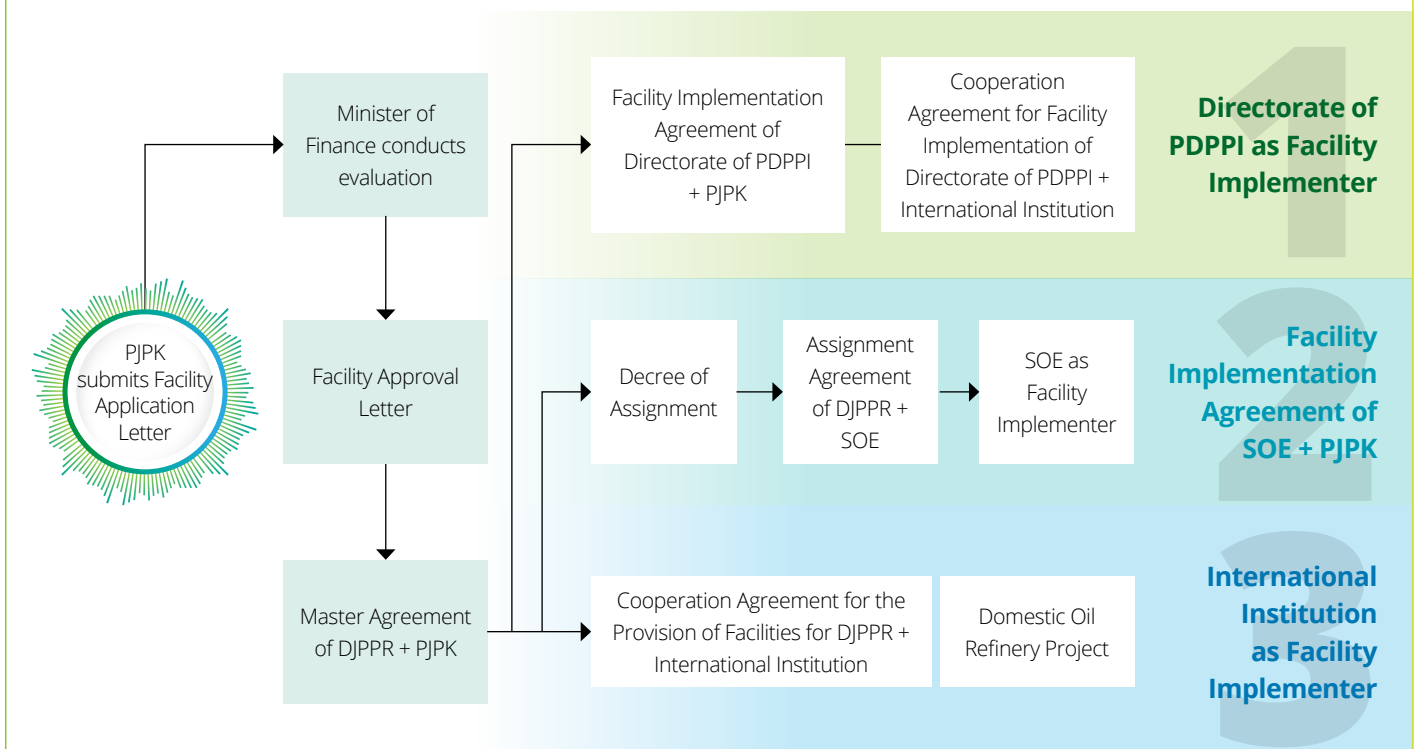 PJPK
submits Facility
Application
Letter
Minister of
Finance conducts
evaluation
Facility Approval
Letter
Master Agreement
of DJPPR + PJPK
Facility Implementation
Agreement of
Directorate of PDPPI
+ PJPK
Cooperation
Agreement for Facility
Implementation of
Directorate of PDPPI +
International Institution
1
Directorate of
PDPPI as Facility
Implementer
Decree of
Assignment
Assignment
Agreement
of DJPPR +
SOE
SOE as
Facility
Implementer
2
Facility
Implementation
Agreement of
SOE + PJPK
Cooperation Agreement for the
Provision of Facilities for DJPPR +
International Institution
Domestic Oil
Refinery Project
3
International
Institution
as Facility
Implementer